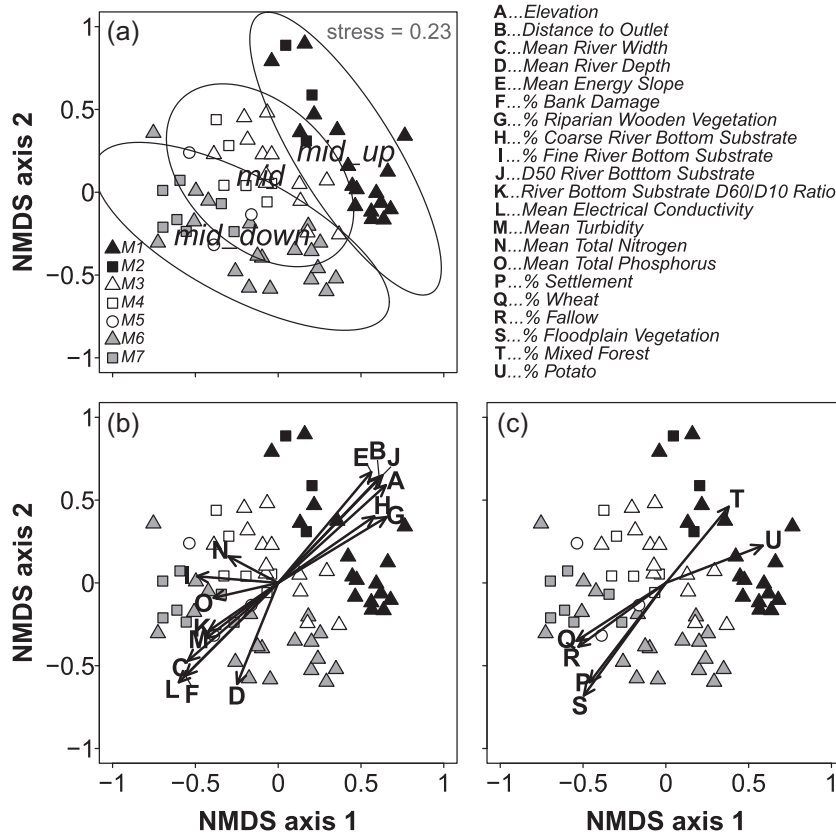 (a)
stress = 0.23
mid_up
mid
mid_down
M1
M2
M3
M4
M5
M6
M7
1
0.5
0
−0.5
−1
NMDS axis 2
A...Elevation
B...Distance to Outlet
C...Mean River Width
D...Mean River Depth
E...Mean Energy Slope
F...% Bank Damage
G...% Riparian Wooden Vegetation
H...% Coarse River Bottom Substrate
I...% Fine River Bottom Substrate
J...D50 River Botttom Substrate
K...River Bottom Substrate D60/D10 Ratio
L...Mean Electrical Conductivity
M...Mean Turbidity
N...Mean Total Nitrogen
O...Mean Total Phosphorus
P...% Settlement
Q...% Wheat
R...% Fallow
S...% Floodplain Vegetation
T...% Mixed Forest
U...% Potato
(b)
E B J
A
H
G
N
I
O
K
M
C
L F D
1
0.5
0
−0.5
−1
NMDS axis 2
−1 −0.5 0 0.5 1
NMDS axis 1
(c)
T
U
Q
R
P
S
−1 −0.5 0 0.5 1
NMDS axis 1